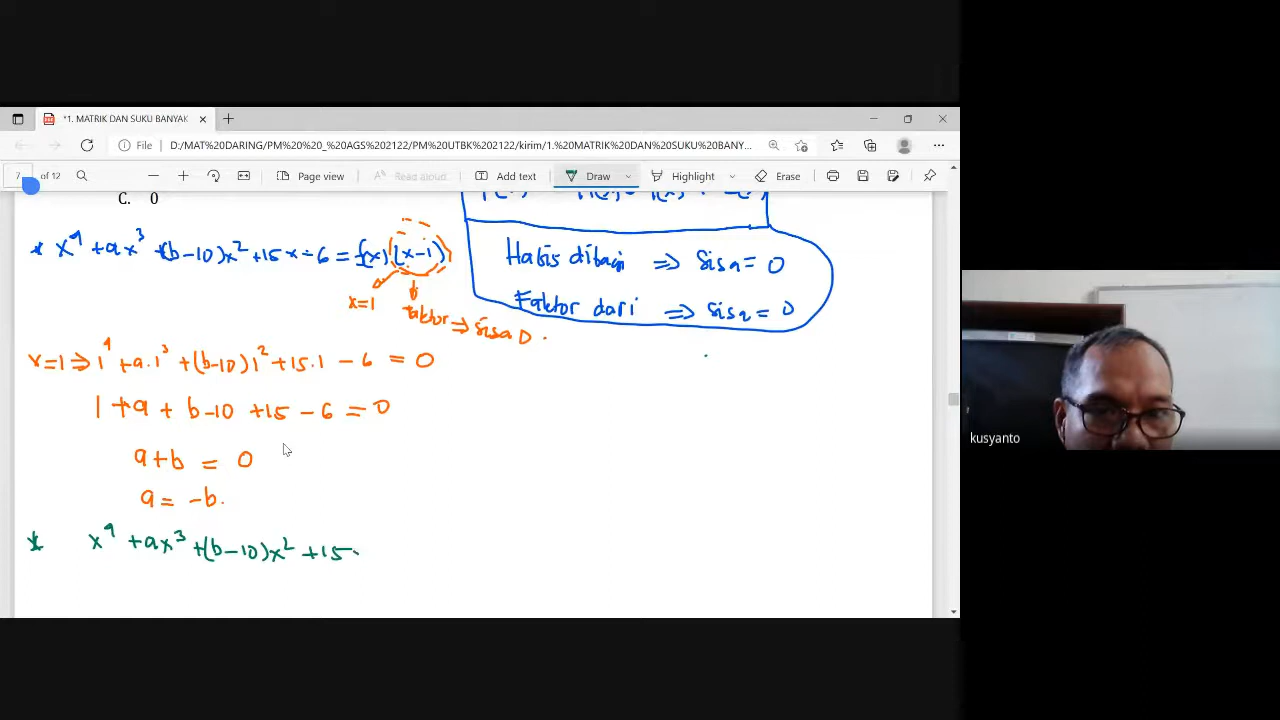 *1. MATRIK DAN SUKU BANYAK
File D:/MAT%20DARING/PM%20%20_%20AGS%202122/PM%20UTBK%202122/kirim/1.%20MATRIK%20DAN%20SUKU%20BANY...
7 of 12 Page view Read aloud Add text Draw Highlight Erase
C. 0
* x⁴ + ax³ + (b-10)x² + 15x - 6 = f(x) (x-1)
x=1
faktor ⇒ sisa 0.
Habis dibagi ⇒ sisa = 0
Faktor dari ⇒ sisa = 0
x=1 ⇒ 1⁴ + a.1³ + (b-10)1² + 15.1 - 6 = 0
1 + a + b - 10 + 15 - 6 = 0
a+b = 0
a = -b.
* x⁴ + ax³ + (b-10)x² + 15
kusyanto